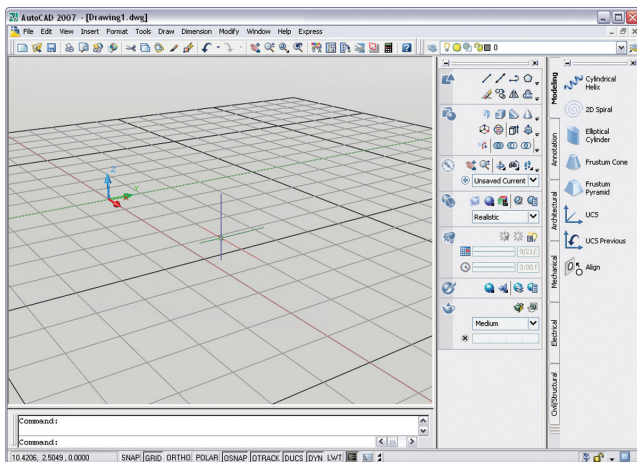 AutoCAD 2007 - [Drawing1.dwg]
File Edit View Insert Format Tools Draw Dimension Modify Window Help Express
0
Z
Y
Unsaved Current
Realistic
9/21/
3:00
Medium
Modeling
Annotation
Architectural
Mechanical
Electrical
Civil/Structural
Cylindrical
Helix
2D Spiral
Elliptical
Cylinder
Frustum Cone
Frustum
Pyramid
UCS
UCS Previous
Align
Command:
Command:
10.4206, 2.5049, 0.0000 SNAP GRID ORTHO POLAR OSNAP OTRACK DUCS DYN LWT